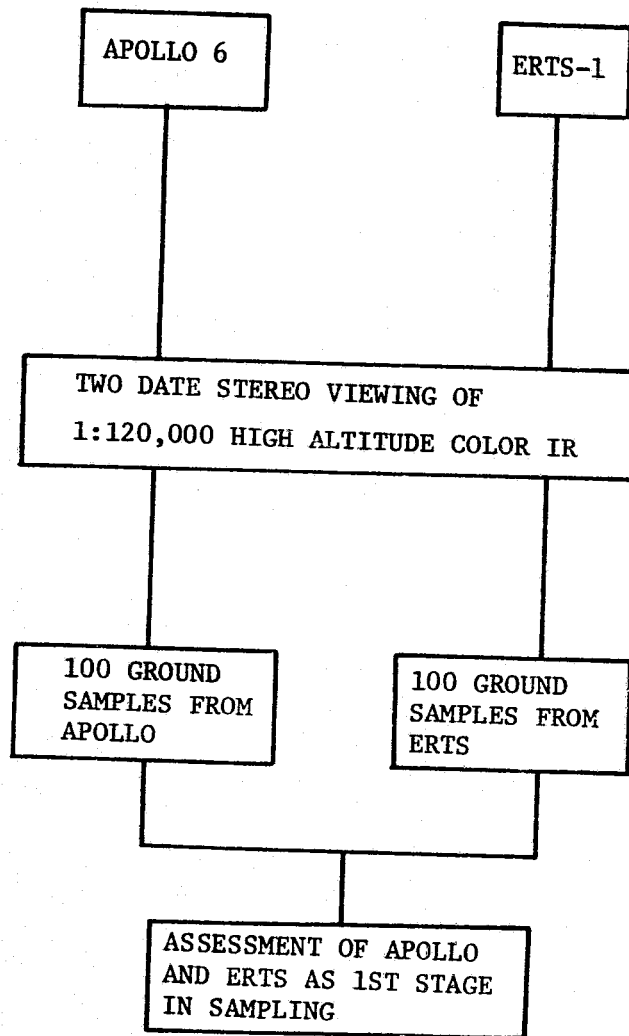 APOLLO 6
ERTS-1
TWO DATE STEREO VIEWING OF
1:120,000 HIGH ALTITUDE COLOR IR
100 GROUND
SAMPLES FROM
APOLLO
100 GROUND
SAMPLES FROM
ERTS
ASSESSMENT OF APOLLO
AND ERTS AS 1ST STAGE
IN SAMPLING